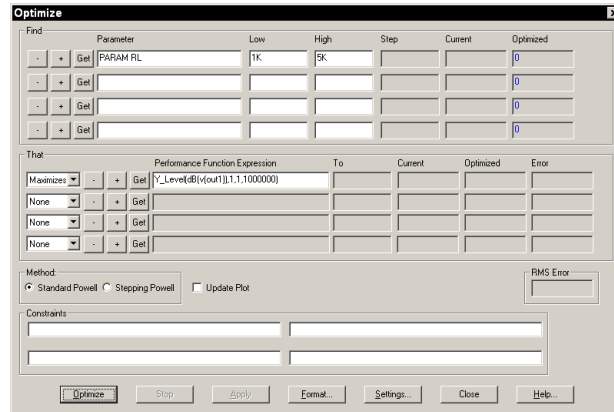 Optimize
Find
Parameter Low High Step Current Optimized
- + Get PARAM RL 1K 5K 0
- + Get 0
- + Get 0
- + Get 0
That
Performance Function Expression To Current Optimized Error
Maximizes - + Get Y_Level(dB(v(out1)),1,1,1000000)
None - + Get
None - + Get
None - + Get
Method: RMS Error
Standard Powell Stepping Powell Update Plot
Constraints
Optimize Stop Apply Format... Settings... Close Help...